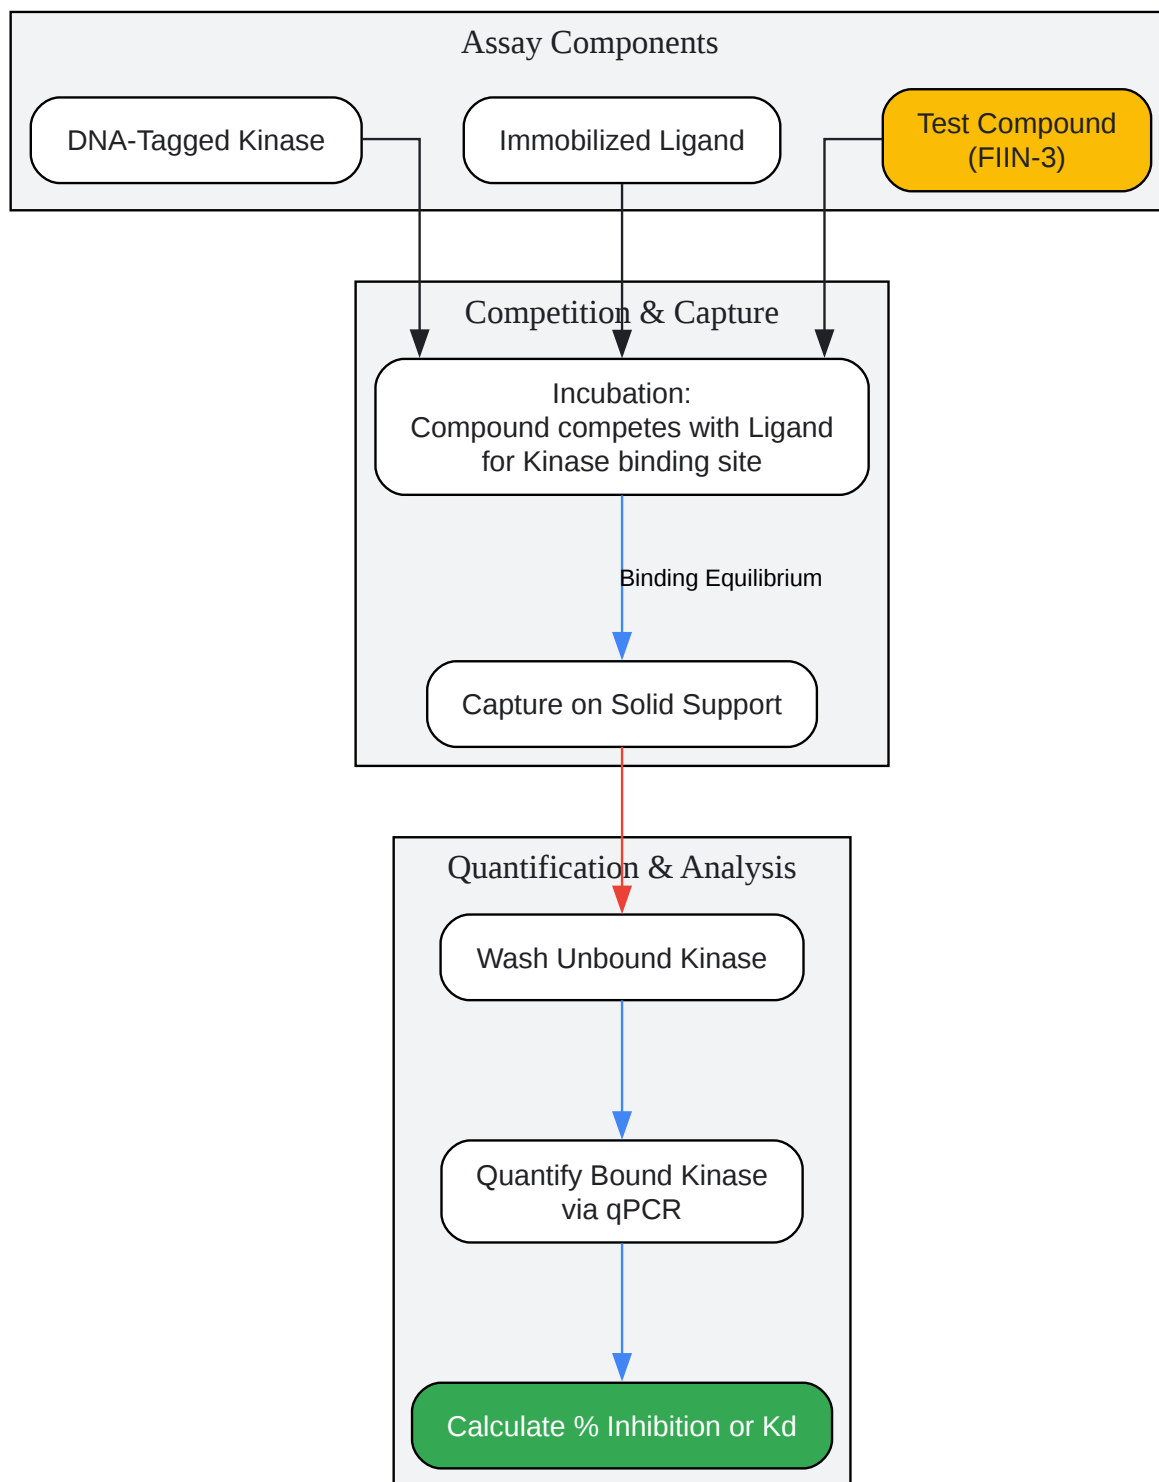 Assay Components
DNA-Tagged Kinase
Immobilized Ligand
Test Compound
(FIIN-3)
Competition & Capture
Incubation:
Compound competes with Ligand
for Kinase binding site
Binding Equilibrium
Capture on Solid Support
Quantification & Analysis
Wash Unbound Kinase
Quantify Bound Kinase
via qPCR
Calculate % Inhibition or Kd